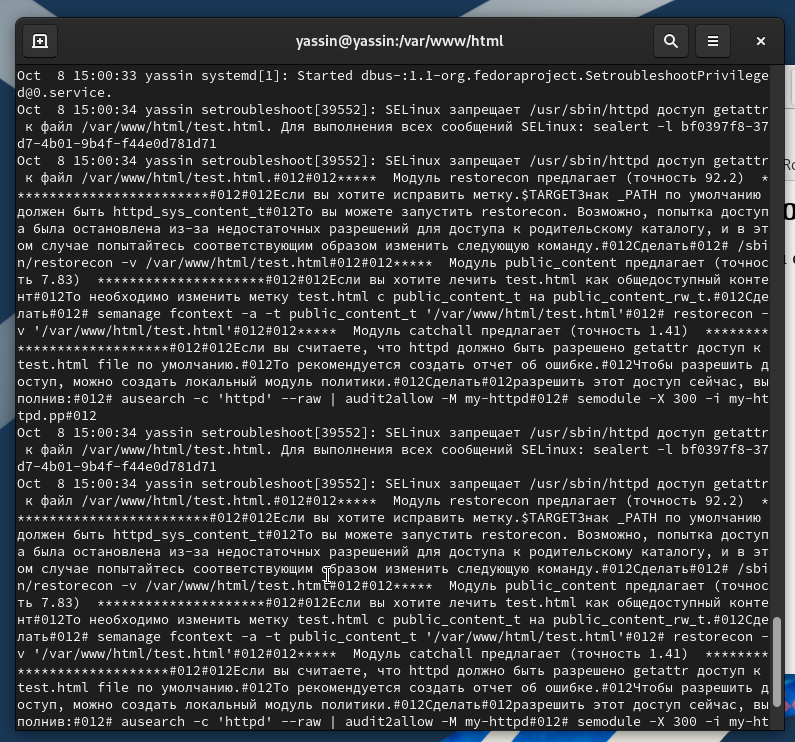 yassin@yassin:/var/www/html
Oct  8 15:00:33 yassin systemd[1]: Started dbus-:1.1-org.fedoraproject.SetroubleshootPrivilege
d@0.service.
Oct  8 15:00:34 yassin setroubleshoot[39552]: SELinux запрещает /usr/sbin/httpd доступ getattr
 к файл /var/www/html/test.html. Для выполнения всех сообщений SELinux: sealert -l bf0397f8-37
d7-4b01-9b4f-f44e0d781d71
Oct  8 15:00:34 yassin setroubleshoot[39552]: SELinux запрещает /usr/sbin/httpd доступ getattr
 к файл /var/www/html/test.html.#012#012*****  Модуль restorecon предлагает (точность 92.2)  *
************************#012#012Если вы хотите исправить метку.$TARGETЗнак _PATH по умолчанию
должен быть httpd_sys_content_t#012То вы можете запустить restorecon. Возможно, попытка доступ
а была остановлена из-за недостаточных разрешений для доступа к родительскому каталогу, и в эт
ом случае попытайтесь соответствующим образом изменить следующую команду.#012Сделать#012# /sbi
n/restorecon -v /var/www/html/test.html#012#012*****  Модуль public_content предлагает (точнос
ть 7.83)  *********************#012#012Если вы хотите лечить test.html как общедоступный конте
нт#012То необходимо изменить метку test.html с public_content_t на public_content_rw_t.#012Сде
лать#012# semanage fcontext -a -t public_content_t '/var/www/html/test.html'#012# restorecon -
v '/var/www/html/test.html'#012#012*****  Модуль catchall предлагает (точность 1.41)  ********
*******************#012#012Если вы считаете, что httpd должно быть разрешено getattr доступ к
test.html file по умолчанию.#012То рекомендуется создать отчет об ошибке.#012Чтобы разрешить д
оступ, можно создать локальный модуль политики.#012Сделать#012разрешить этот доступ сейчас, вы
полнив:#012# ausearch -c 'httpd' --raw | audit2allow -M my-httpd#012# semodule -X 300 -i my-ht
tpd.pp#012
Oct  8 15:00:34 yassin setroubleshoot[39552]: SELinux запрещает /usr/sbin/httpd доступ getattr
 к файл /var/www/html/test.html. Для выполнения всех сообщений SELinux: sealert -l bf0397f8-37
d7-4b01-9b4f-f44e0d781d71
Oct  8 15:00:34 yassin setroubleshoot[39552]: SELinux запрещает /usr/sbin/httpd доступ getattr
 к файл /var/www/html/test.html.#012#012*****  Модуль restorecon предлагает (точность 92.2)  *
************************#012#012Если вы хотите исправить метку.$TARGETЗнак _PATH по умолчанию
должен быть httpd_sys_content_t#012То вы можете запустить restorecon. Возможно, попытка доступ
а была остановлена из-за недостаточных разрешений для доступа к родительскому каталогу, и в эт
ом случае попытайтесь соответствующим образом изменить следующую команду.#012Сделать#012# /sbi
n/restorecon -v /var/www/html/test.html#012#012*****  Модуль public_content предлагает (точнос
ть 7.83)  *********************#012#012Если вы хотите лечить test.html как общедоступный конте
нт#012То необходимо изменить метку test.html с public_content_t на public_content_rw_t.#012Сде
лать#012# semanage fcontext -a -t public_content_t '/var/www/html/test.html'#012# restorecon -
v '/var/www/html/test.html'#012#012*****  Модуль catchall предлагает (точность 1.41)  ********
*******************#012#012Если вы считаете, что httpd должно быть разрешено getattr доступ к
test.html file по умолчанию.#012То рекомендуется создать отчет об ошибке.#012Чтобы разрешить д
оступ, можно создать локальный модуль политики.#012Сделать#012разрешить этот доступ сейчас, вы
полнив:#012# ausearch -c 'httpd' --raw | audit2allow -M my-httpd#012# semodule -X 300 -i my-ht